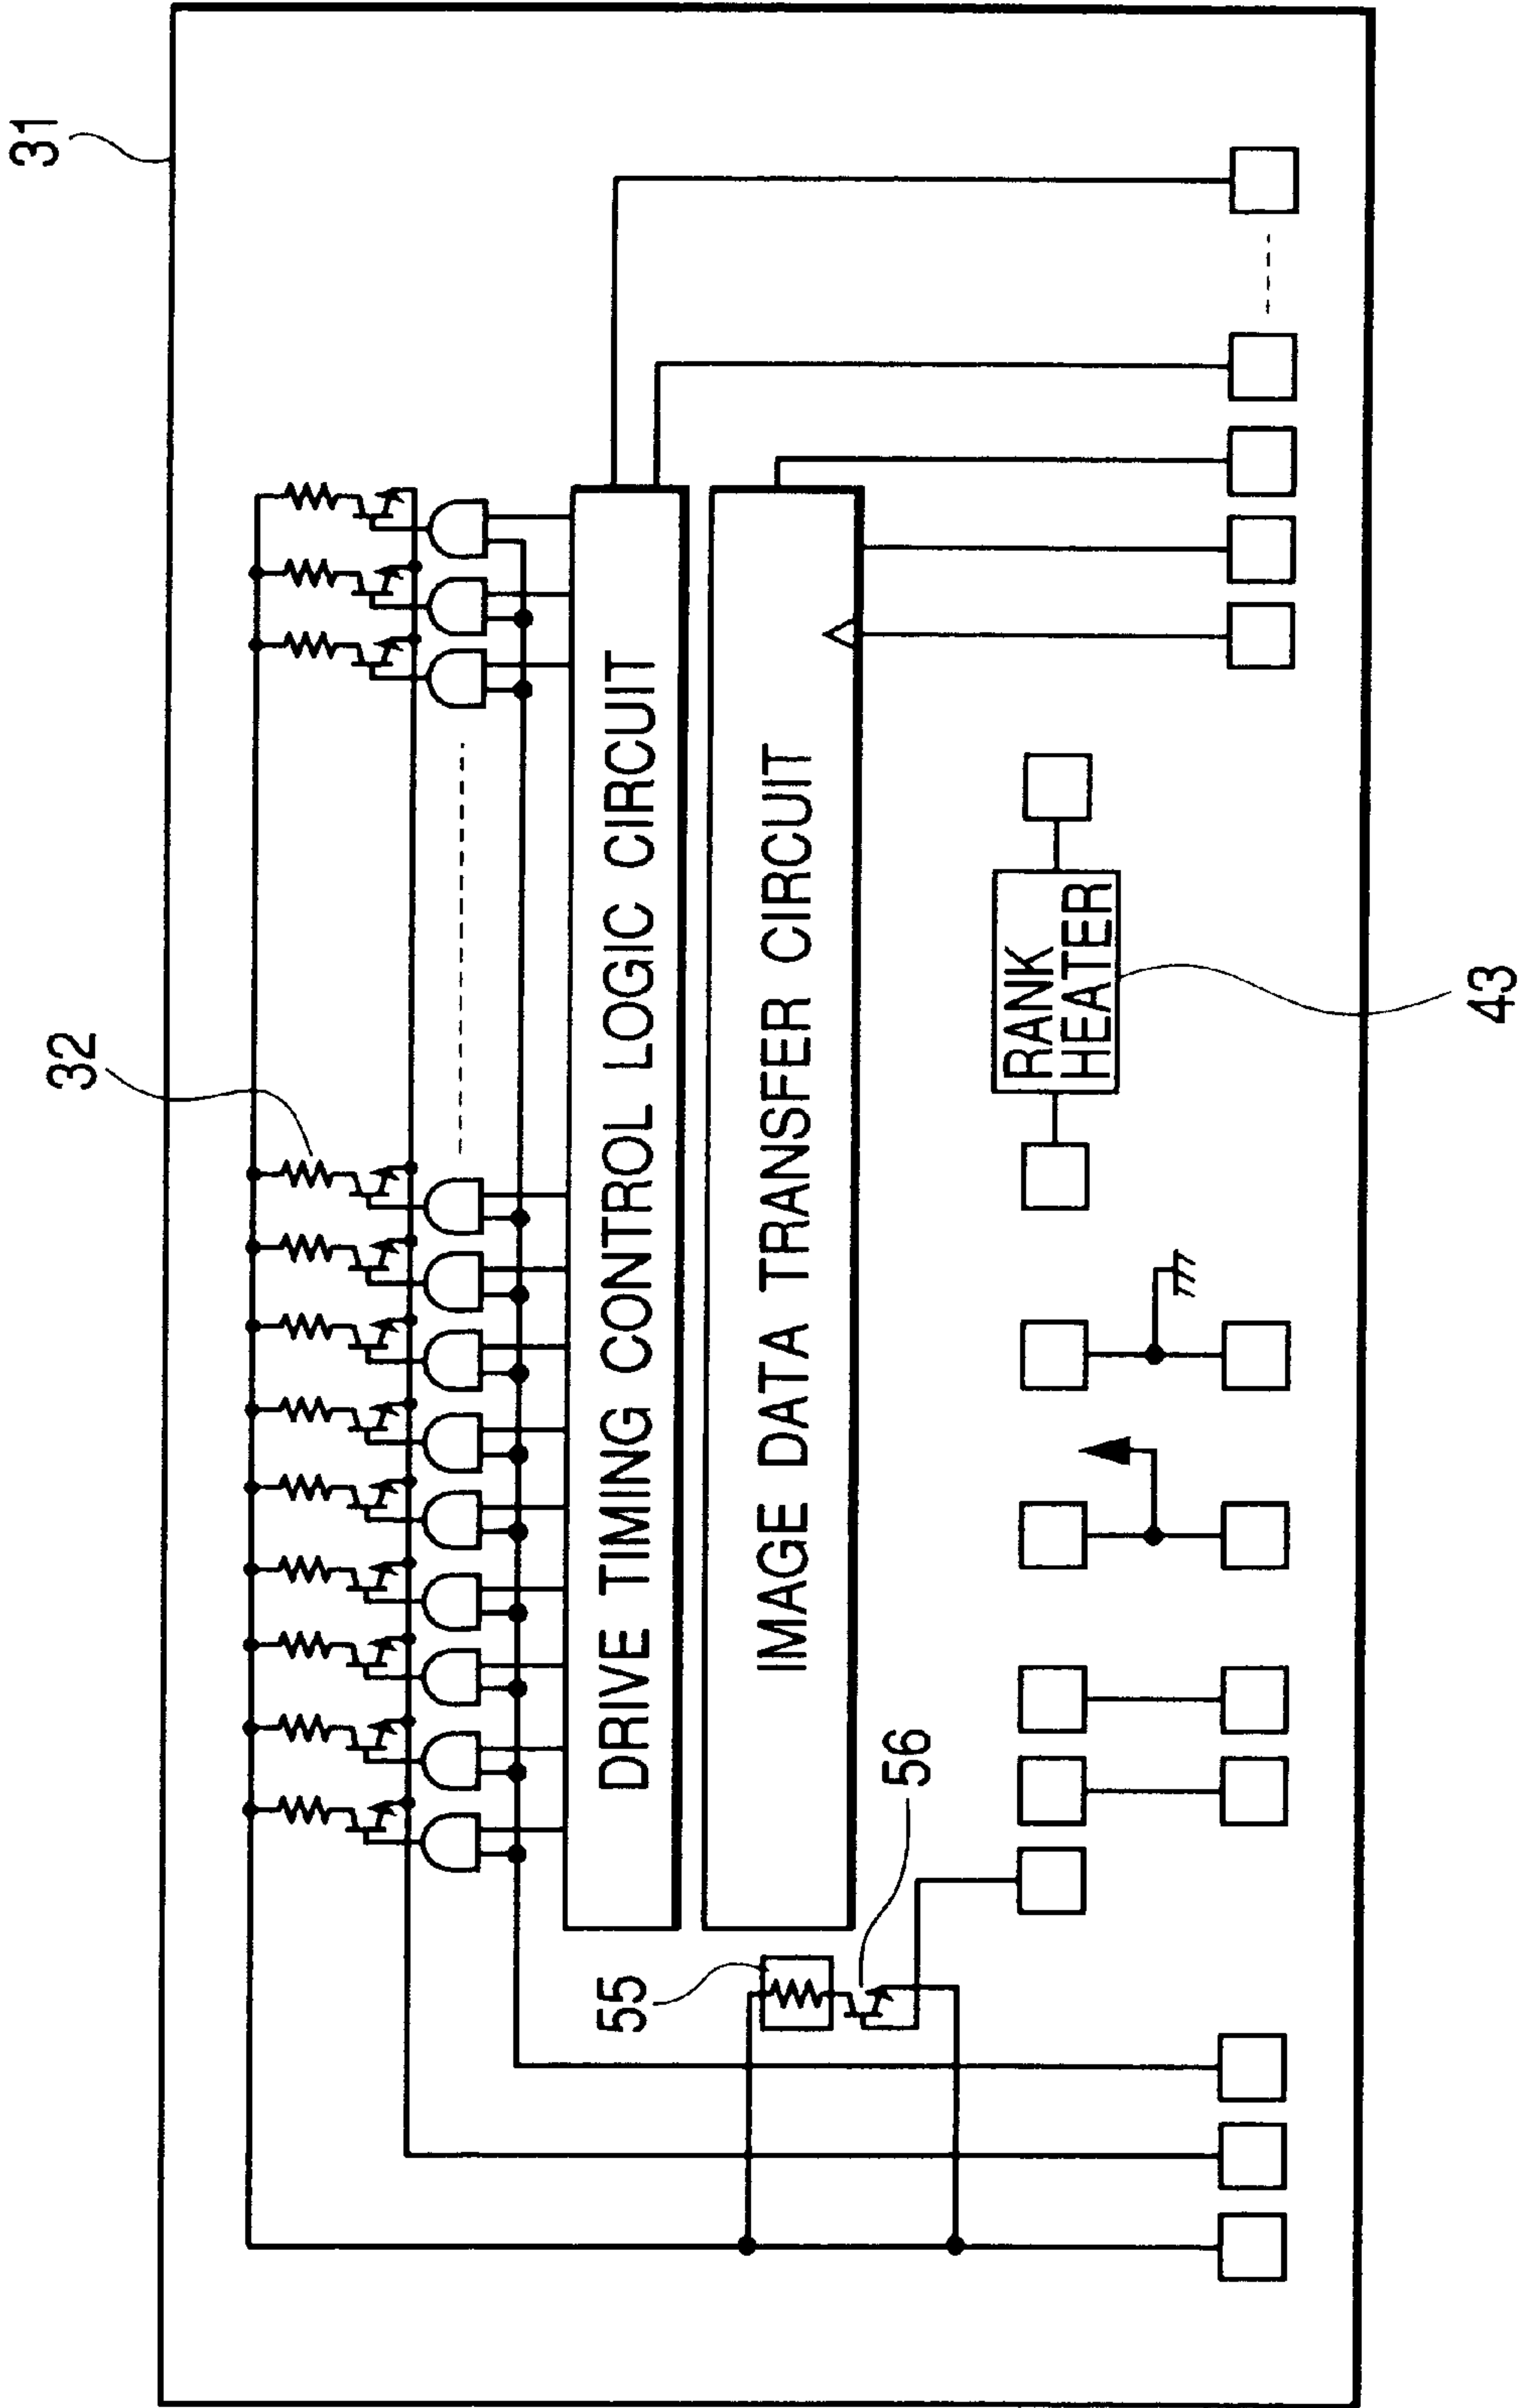 31
32
DRIVE TIMING CONTROL LOGIC CIRCUIT
IMAGE DATA TRANSFER CIRCUIT
55
56
RANK
HEATER
43